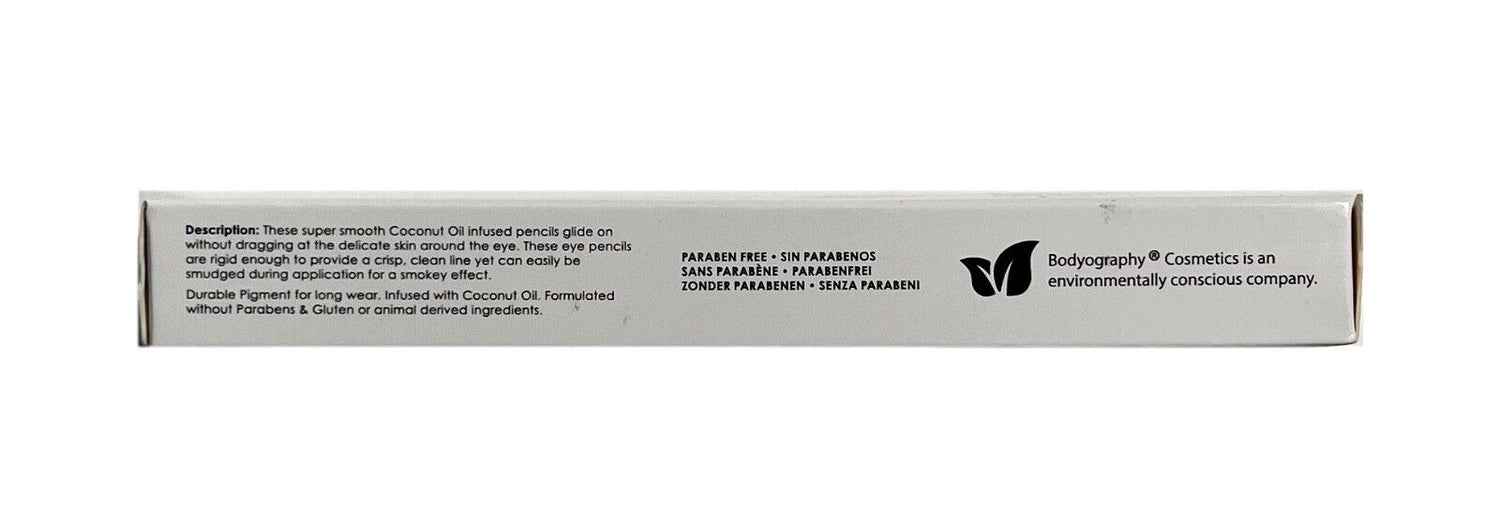 Description: These super smooth Coconut Oil infused pencils glide on
without dragging at the delicate skin around the eye. These eye pencils
are rigid enough to provide a crisp, clean line yet can easily be
smudged during application for a smokey effect.
Durable Pigment for long wear. Infused with Coconut Oil. Formulated
without Parabens & Gluten or animal derived ingredients.
PARABEN FREE • SIN PARABENOS
SANS PARABÈNE • PARABENFREI
ZONDER PARABENEN • SENZA PARABENI
Bodyography ® Cosmetics is an
environmentally conscious company.